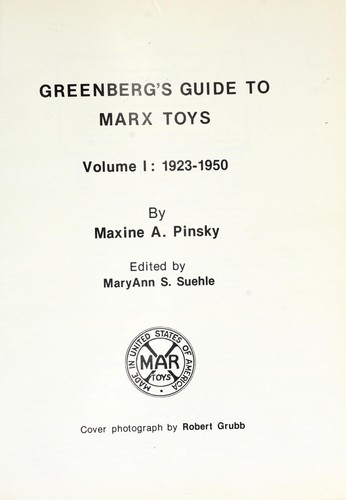 GREENBERG'S GUIDE TO
MARX TOYS
Volume I: 1923-1950
By
Maxine A. Pinsky
Edited by
MaryAnn S. Suehle
MADE IN UNITED STATES OF AMERICA
MAR
TOYS
Cover photograph by Robert Grubb